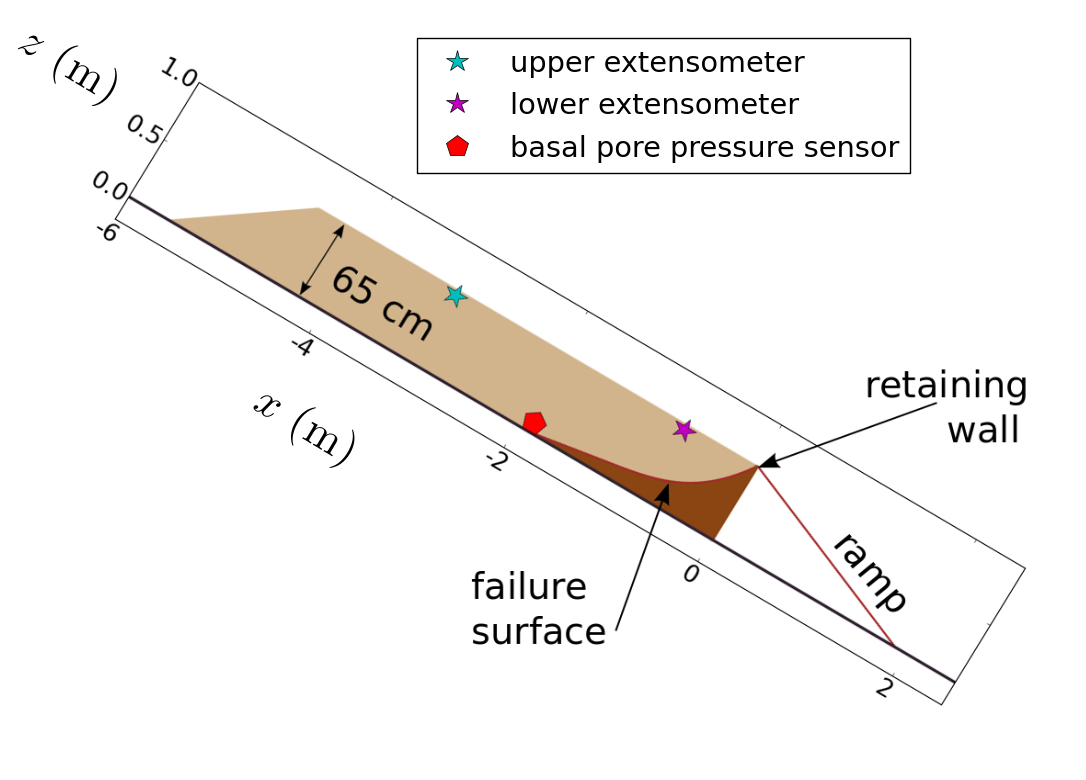 z (m)
1.0
0.5
0.0
-6
-4
-2
0
2
x (m)
upper extensometer
lower extensometer
basal pore pressure sensor
65 cm
retaining
wall
ramp
failure
surface